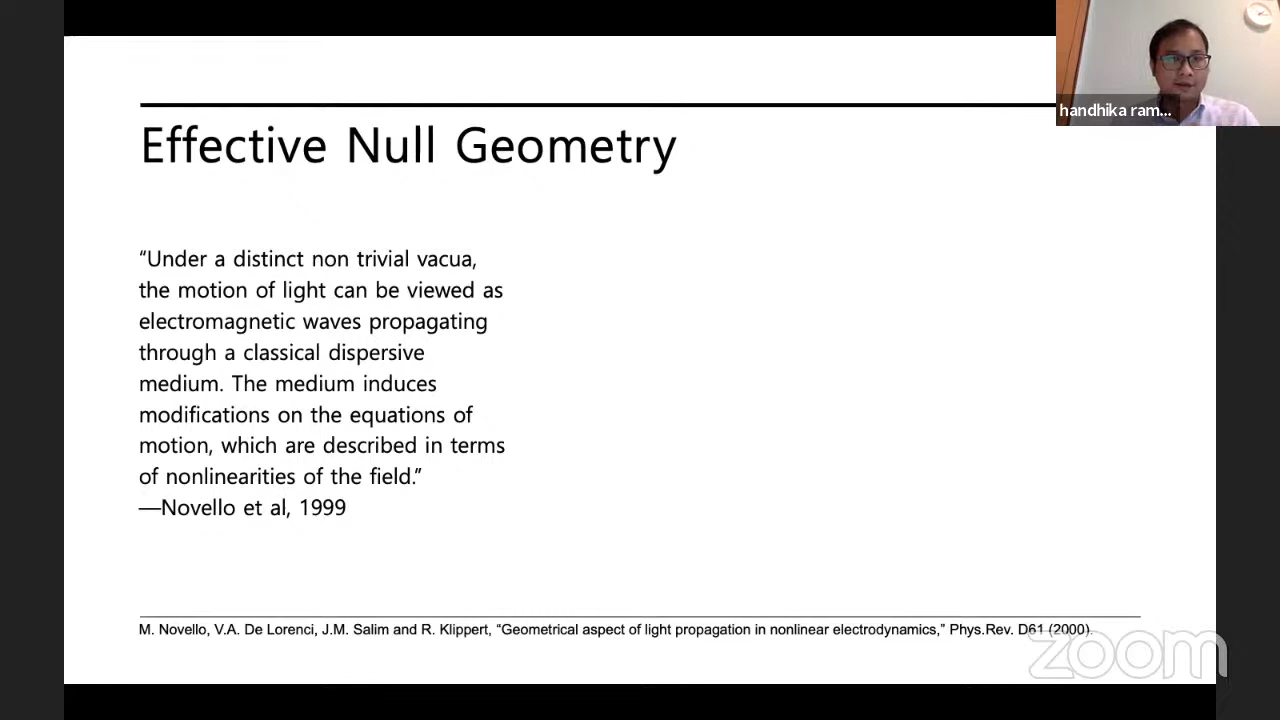 handhika ram...
Effective Null Geometry
“Under a distinct non trivial vacua,
the motion of light can be viewed as
electromagnetic waves propagating
through a classical dispersive
medium. The medium induces
modifications on the equations of
motion, which are described in terms
of nonlinearities of the field.”
—Novello et al, 1999
M. Novello, V.A. De Lorenci, J.M. Salim and R. Klippert, “Geometrical aspect of light propagation in nonlinear electrodynamics,” Phys.Rev. D61 (2000).
zoom